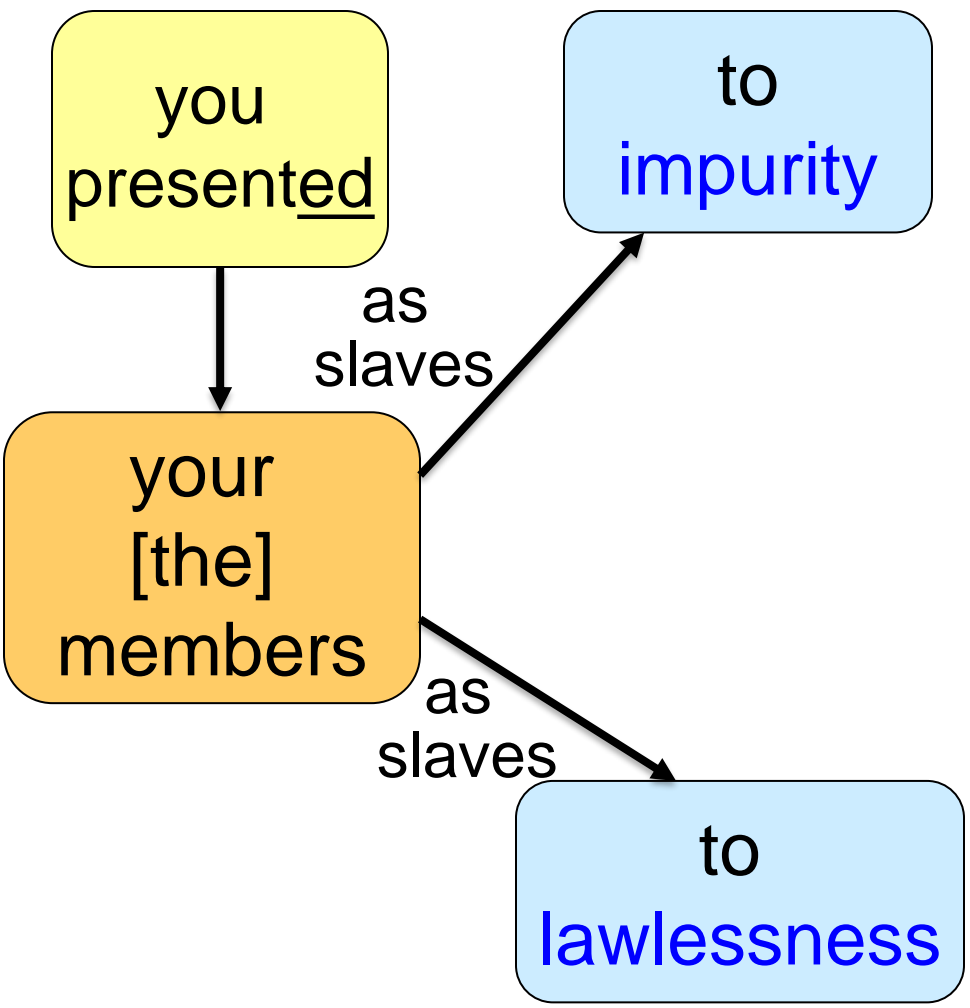 you
presented
to
impurity
as
slaves
your
[the]
members
as
slaves
to
lawlessness